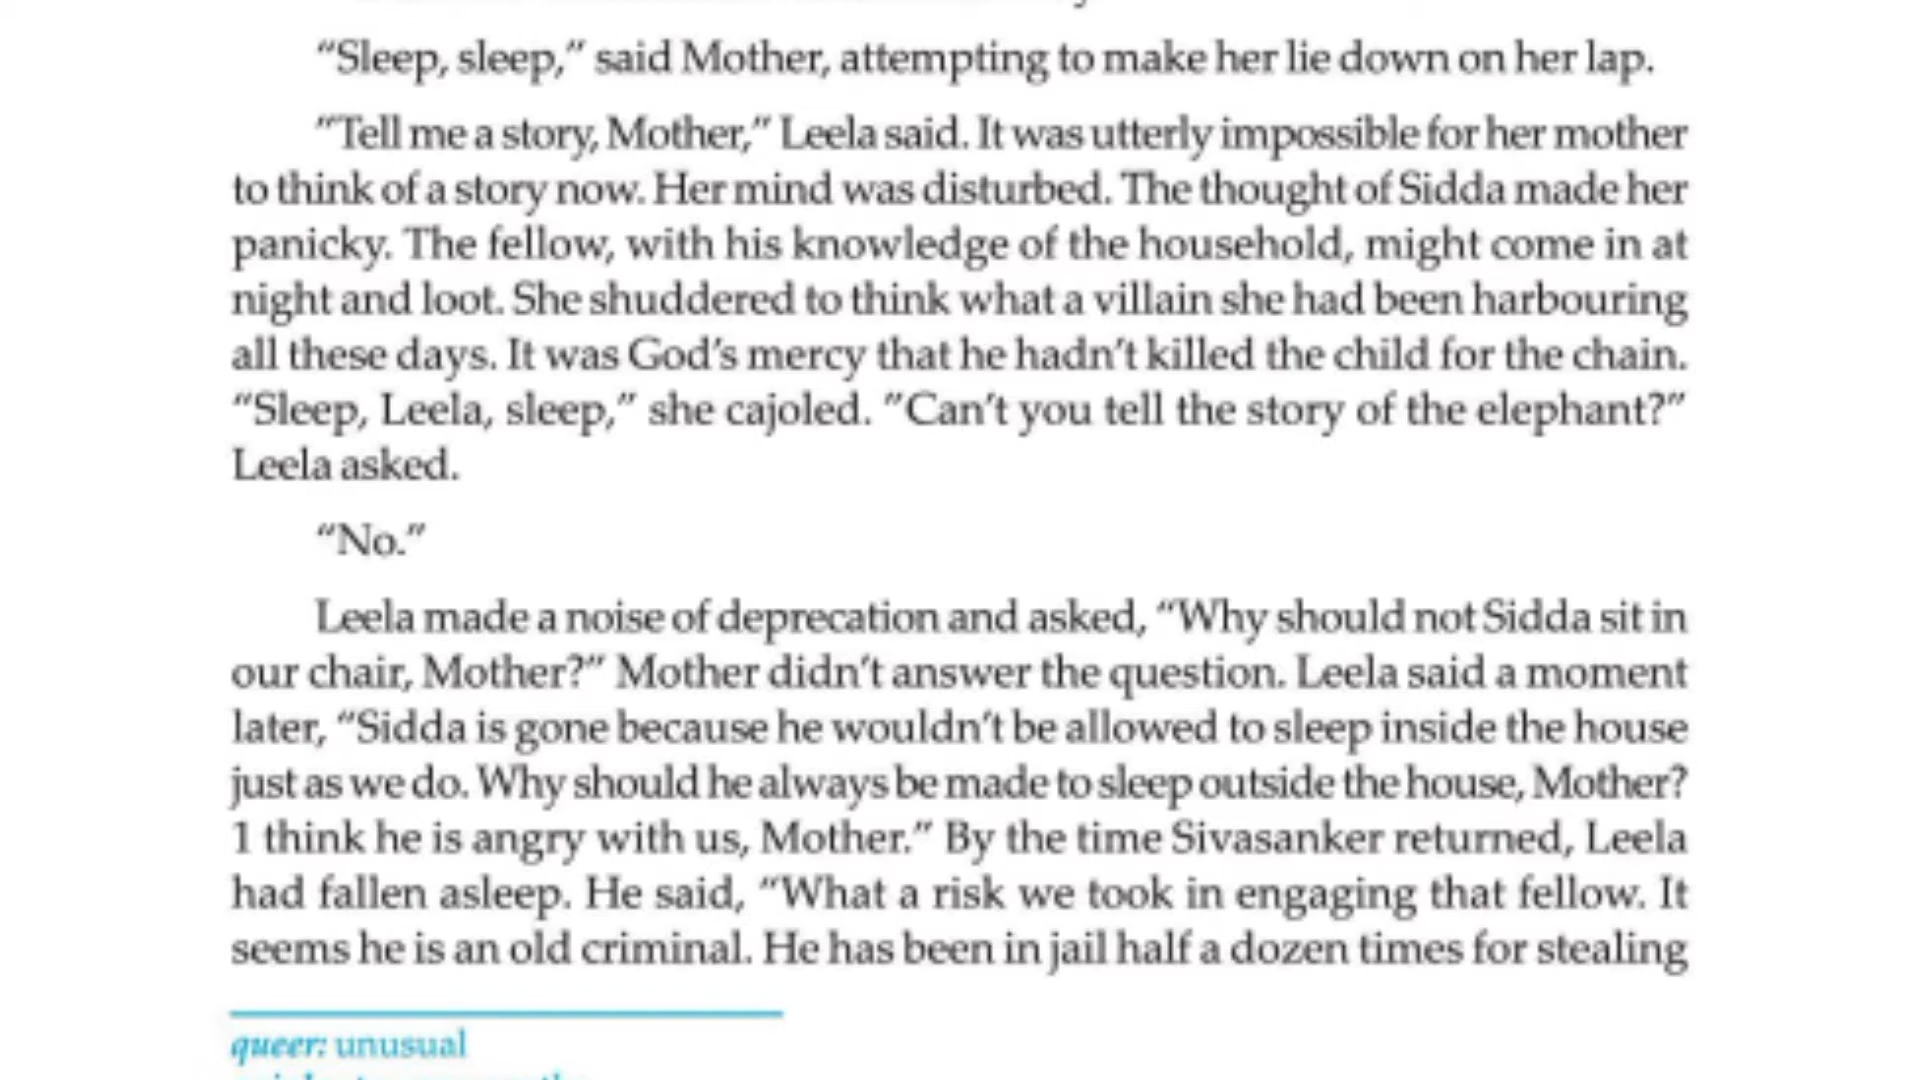 “Sleep, sleep,” said Mother, attempting to make her lie down on her lap.
“Tell me a story, Mother,” Leela said. It was utterly impossible for her mother
to think of a story now. Her mind was disturbed. The thought of Sidda made her
panicky. The fellow, with his knowledge of the household, might come in at
night and loot. She shuddered to think what a villain she had been harbouring
all these days. It was God’s mercy that he hadn’t killed the child for the chain.
“Sleep, Leela, sleep,” she cajoled. “Can’t you tell the story of the elephant?”
Leela asked.
“No.”
Leela made a noise of deprecation and asked, “Why should not Sidda sit in
our chair, Mother?” Mother didn’t answer the question. Leela said a moment
later, “Sidda is gone because he wouldn’t be allowed to sleep inside the house
just as we do. Why should he always be made to sleep outside the house, Mother?
1 think he is angry with us, Mother.” By the time Sivasanker returned, Leela
had fallen asleep. He said, “What a risk we took in engaging that fellow. It
seems he is an old criminal. He has been in jail half a dozen times for stealing
queer: unusual